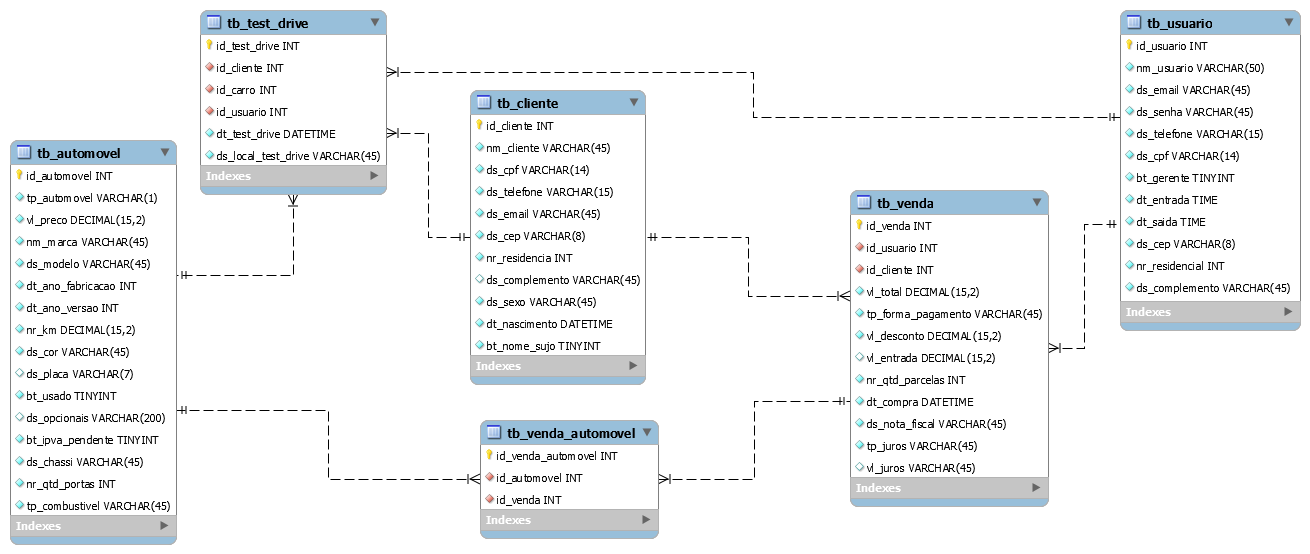 tb_test_drive
id_test_drive INT
id_cliente INT
id_carro INT
id_usuario INT
dt_test_drive DATETIME
ds_local_test_drive VARCHAR(45)
Indexes
tb_usuario
id_usuario INT
nm_usuario VARCHAR(50)
ds_email VARCHAR(45)
ds_senha VARCHAR(45)
ds_telefone VARCHAR(15)
ds_cpf VARCHAR(14)
bt_gerente TINYINT
dt_entrada TIME
dt_saida TIME
ds_cep VARCHAR(8)
nr_residencial INT
ds_complemento VARCHAR(45)
Indexes
tb_cliente
id_cliente INT
nm_cliente VARCHAR(45)
ds_cpf VARCHAR(14)
ds_telefone VARCHAR(15)
ds_email VARCHAR(45)
ds_cep VARCHAR(8)
nr_residencia INT
ds_complemento VARCHAR(45)
ds_sexo VARCHAR(45)
dt_nascimento DATETIME
bt_nome_sujo TINYINT
Indexes
tb_automovel
id_automovel INT
tp_automovel VARCHAR(1)
vl_preco DECIMAL(15,2)
nm_marca VARCHAR(45)
ds_modelo VARCHAR(45)
dt_ano_fabricacao INT
dt_ano_versao INT
nr_km DECIMAL(15,2)
ds_cor VARCHAR(45)
ds_placa VARCHAR(7)
bt_usado TINYINT
ds_opcionais VARCHAR(200)
bt_ipva_pendente TINYINT
ds_chassi VARCHAR(45)
nr_qtd_portas INT
tp_combustivel VARCHAR(45)
Indexes
tb_venda
id_venda INT
id_usuario INT
id_cliente INT
vl_total DECIMAL(15,2)
tp_forma_pagamento VARCHAR(45)
vl_desconto DECIMAL(15,2)
vl_entrada DECIMAL(15,2)
nr_qtd_parcelas INT
dt_compra DATETIME
ds_nota_fiscal VARCHAR(45)
tp_juros VARCHAR(45)
vl_juros VARCHAR(45)
Indexes
tb_venda_automovel
id_venda_automovel INT
id_automovel INT
id_venda INT
Indexes